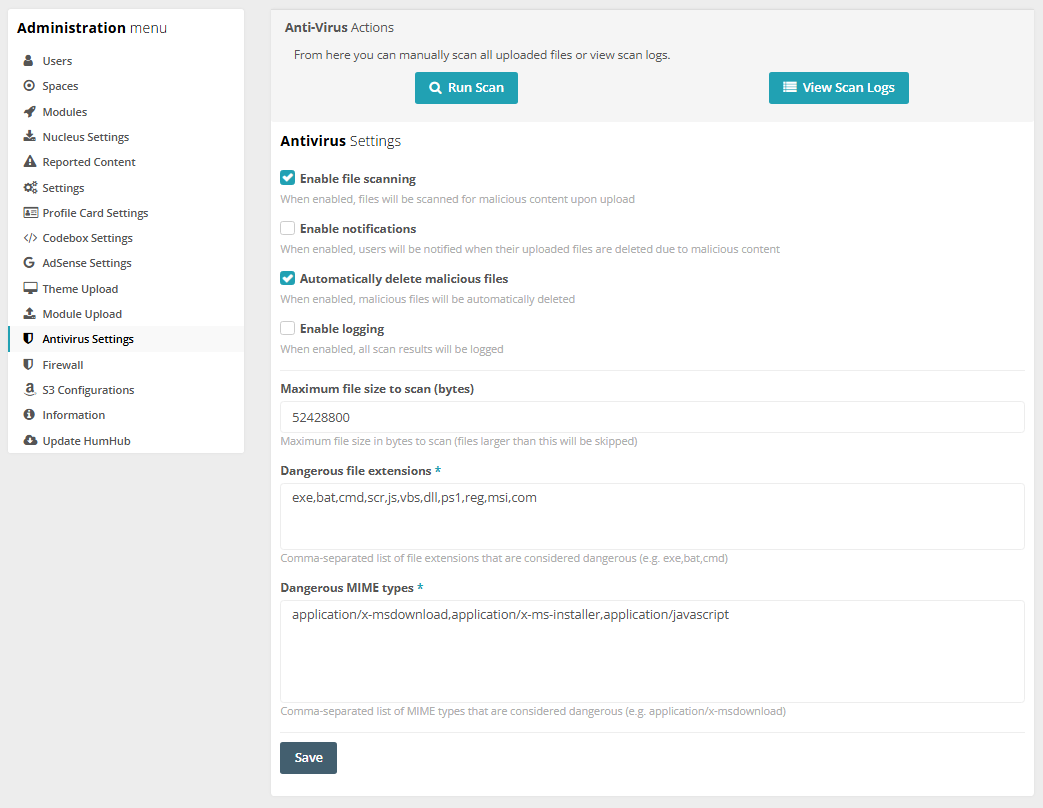 Administration menu
Users
Spaces
Modules
Nucleus Settings
Reported Content
Settings
Profile Card Settings
Codebox Settings
AdSense Settings
Theme Upload
Module Upload
Antivirus Settings
Firewall
S3 Configurations
Information
Update HumHub
Anti-Virus Actions
From here you can manually scan all uploaded files or view scan logs.
Run Scan
View Scan Logs
Antivirus Settings
Enable file scanning
When enabled, files will be scanned for malicious content upon upload
Enable notifications
When enabled, users will be notified when their uploaded files are deleted due to malicious content
Automatically delete malicious files
When enabled, malicious files will be automatically deleted
Enable logging
When enabled, all scan results will be logged
Maximum file size to scan (bytes)
52428800
Maximum file size in bytes to scan (files larger than this will be skipped)
Dangerous file extensions *
exe,bat,cmd,scr,js,vbs,dll,ps1,reg,msi,com
Comma-separated list of file extensions that are considered dangerous (e.g. exe,bat,cmd)
Dangerous MIME types *
application/x-msdownload,application/x-ms-installer,application/javascript
Comma-separated list of MIME types that are considered dangerous (e.g. application/x-msdownload)
Save